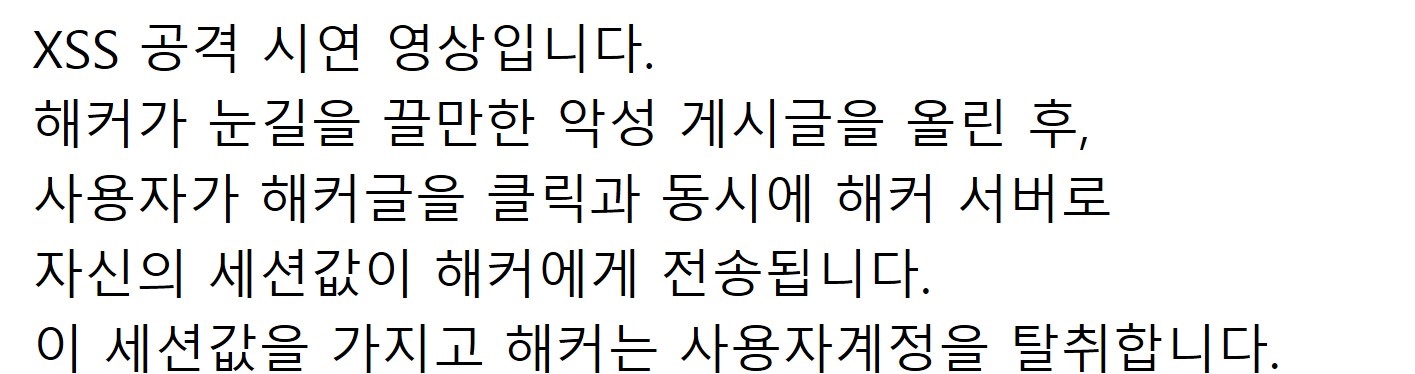 XSS 공격 시연 영상입니다.
해커가 눈길을 끌만한 악성 게시글을 올린 후,
사용자가 해커글을 클릭과 동시에 해커 서버로
자신의 세션값이 해커에게 전송됩니다.
이 세션값을 가지고 해커는 사용자계정을 탈취합니다.